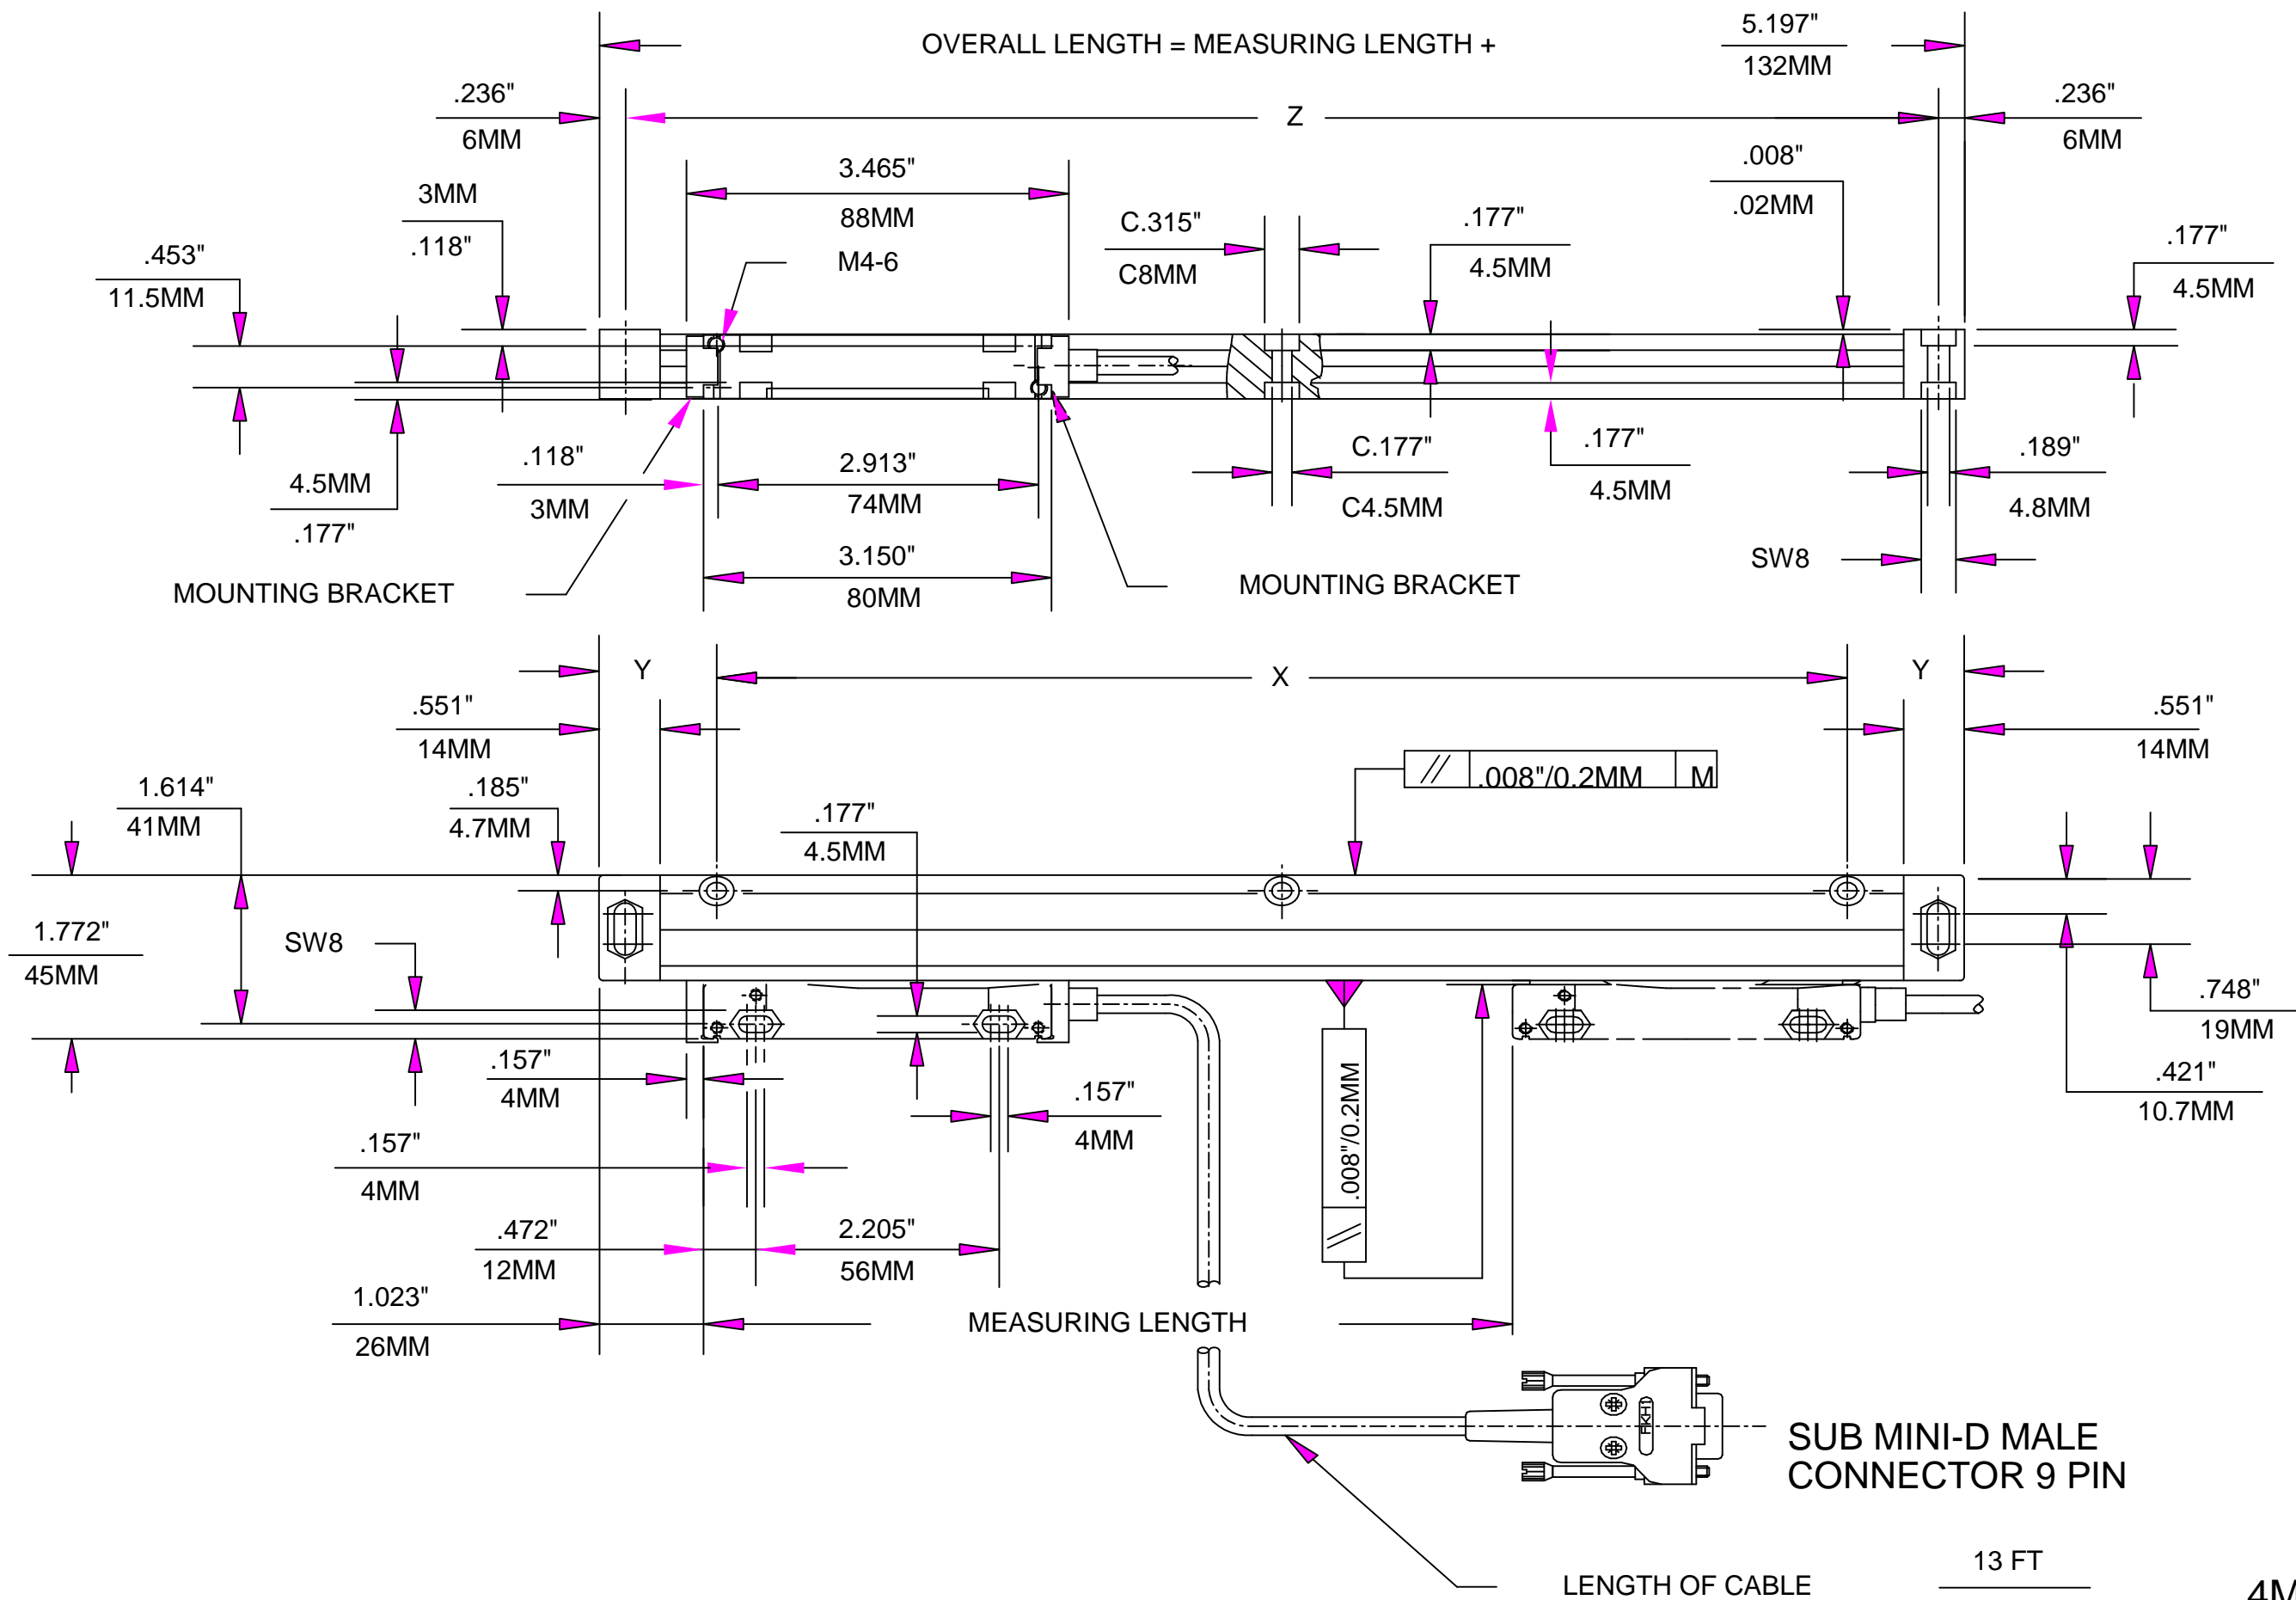 OVERALL LENGTH = MEASURING LENGTH +
5.197"
132MM
.236"
6MM
Z
.236"
6MM
3.465"
88MM
.008"
.02MM
3MM
.118"
C.315"
C8MM
.177"
4.5MM
.177"
4.5MM
.453"
11.5MM
M4-6
.118"
3MM
2.913"
74MM
C.177"
C4.5MM
.177"
4.5MM
.189"
4.8MM
4.5MM
.177"
3.150"
80MM
SW8
MOUNTING BRACKET
MOUNTING BRACKET
Y
X
Y
.551"
14MM
.551"
14MM
.008"/0.2MM
M
1.614"
41MM
.185"
4.7MM
.177"
4.5MM
1.772"
45MM
SW8
.748"
19MM
.157"
4MM
.157"
4MM
.421"
10.7MM
.008"/0.2MM
.157"
4MM
.472"
12MM
2.205"
56MM
1.023"
26MM
MEASURING LENGTH
SUB MINI-D MALE
CONNECTOR 9 PIN
13 FT
LENGTH OF CABLE
4M